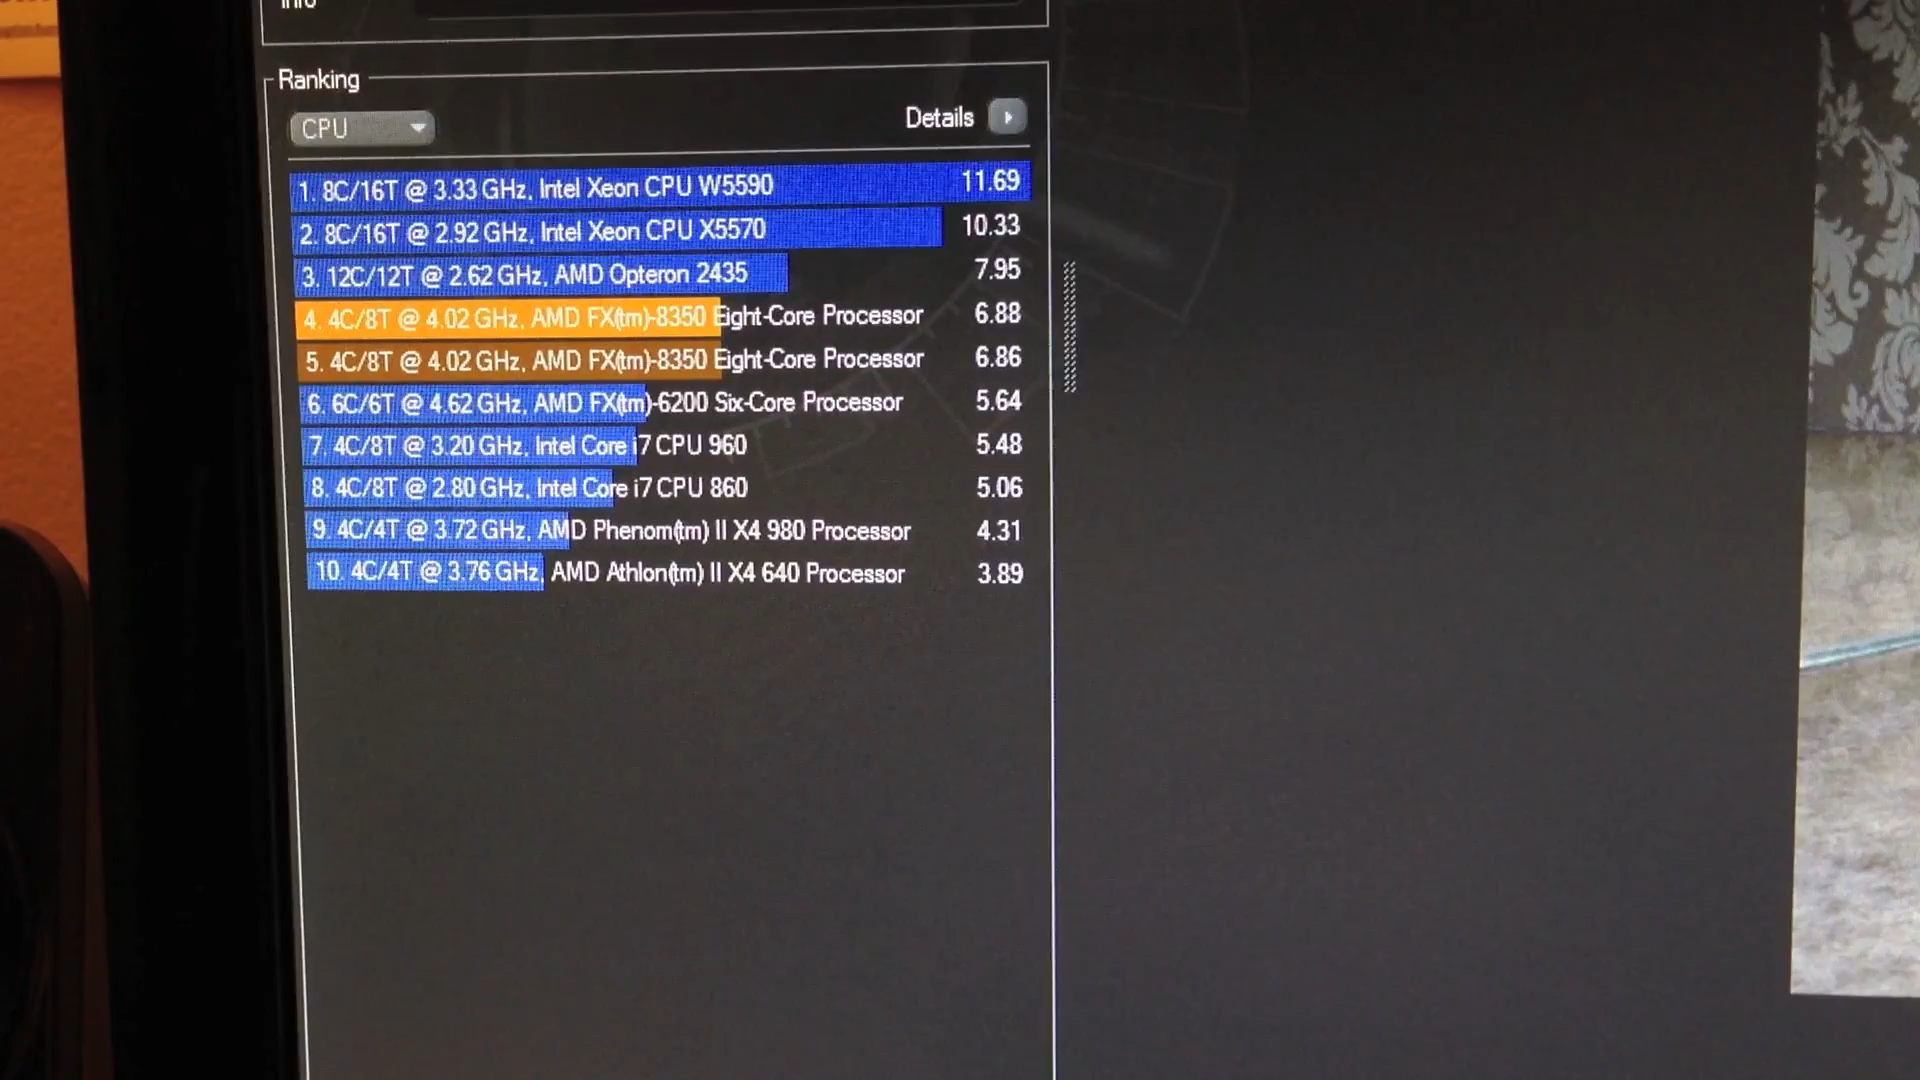 Info
Ranking
CPU
Details
1. 8C/16T @ 3.33 GHz, Intel Xeon CPU W5590 11.69
2. 8C/16T @ 2.92 GHz, Intel Xeon CPU X5570 10.33
3. 12C/12T @ 2.62 GHz, AMD Opteron 2435 7.95
4. 4C/8T @ 4.02 GHz, AMD FX(tm)-8350 Eight-Core Processor 6.88
5. 4C/8T @ 4.02 GHz, AMD FX(tm)-8350 Eight-Core Processor 6.86
6. 6C/6T @ 4.62 GHz, AMD FX(tm)-6200 Six-Core Processor 5.64
7. 4C/8T @ 3.20 GHz, Intel Core i7 CPU 960 5.48
8. 4C/8T @ 2.80 GHz, Intel Core i7 CPU 860 5.06
9. 4C/4T @ 3.72 GHz, AMD Phenom(tm) II X4 980 Processor 4.31
10. 4C/4T @ 3.76 GHz, AMD Athlon(tm) II X4 640 Processor 3.89